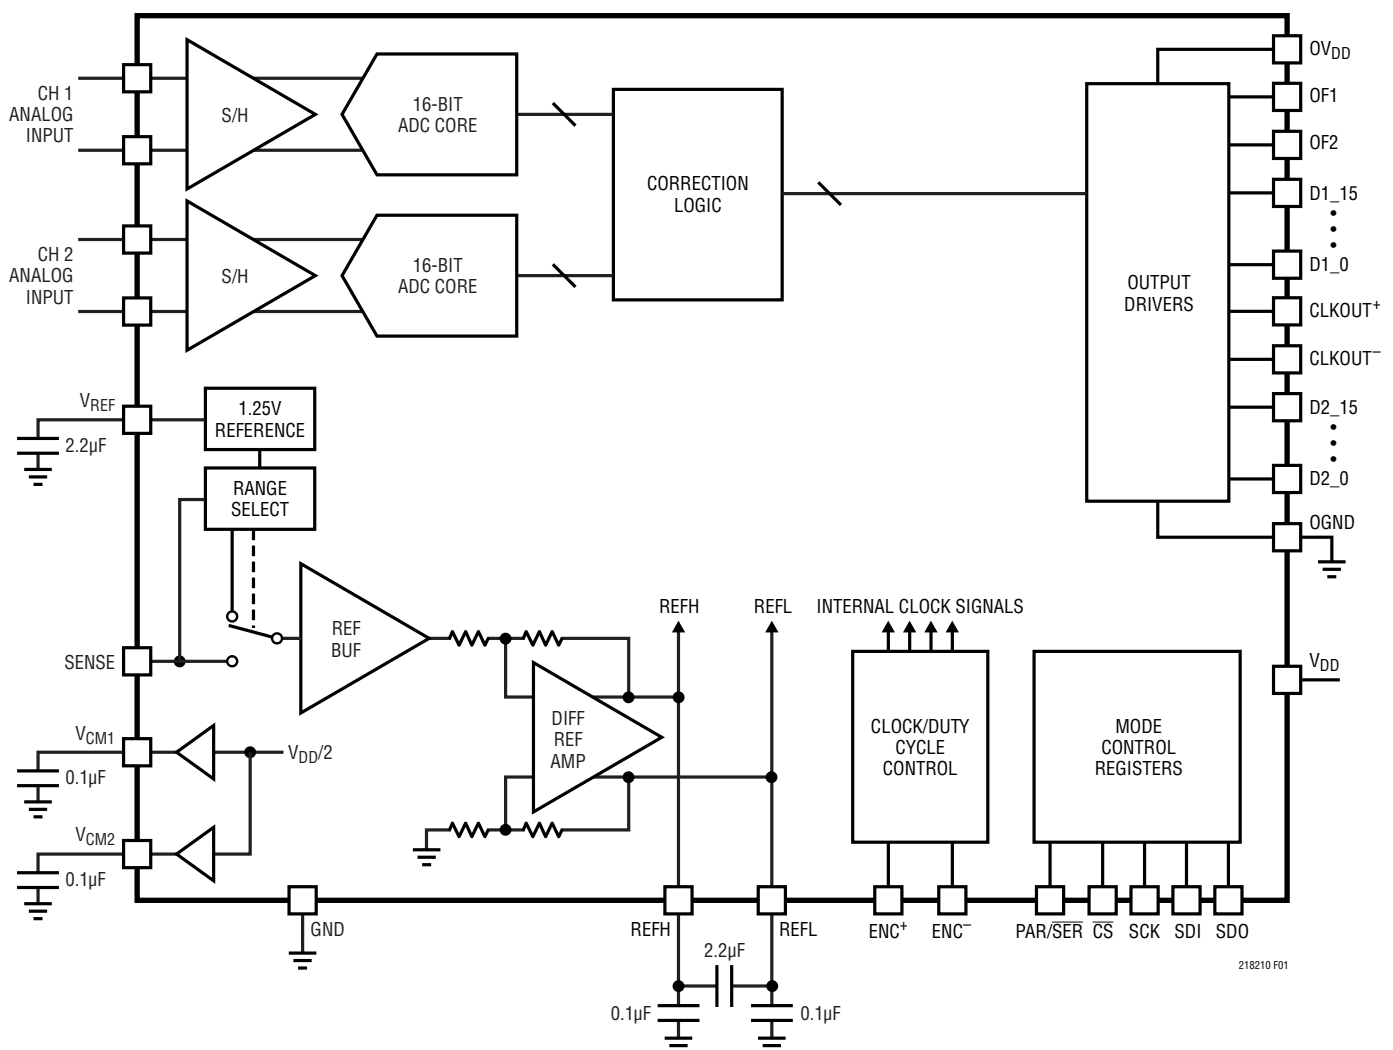 CH 1
ANALOG
INPUT
S/H
16-BIT
ADC CORE
CH 2
ANALOG
INPUT
S/H
16-BIT
ADC CORE
CORRECTION
LOGIC
OUTPUT
DRIVERS
OVDD
OF1
OF2
D1_15
D1_0
CLKOUT+
CLKOUT–
D2_15
D2_0
OGND
VDD
VREF
2.2µF
1.25V
REFERENCE
RANGE
SELECT
SENSE
REF
BUF
DIFF
REF
AMP
REFH
REFL
INTERNAL CLOCK SIGNALS
CLOCK/DUTY
CYCLE
CONTROL
MODE
CONTROL
REGISTERS
VCM1
0.1µF
VDD/2
VCM2
0.1µF
GND
REFH
REFL
2.2µF
0.1µF
0.1µF
ENC+
ENC–
PAR/SER
CS
SCK
SDI
SDO
218210 F01